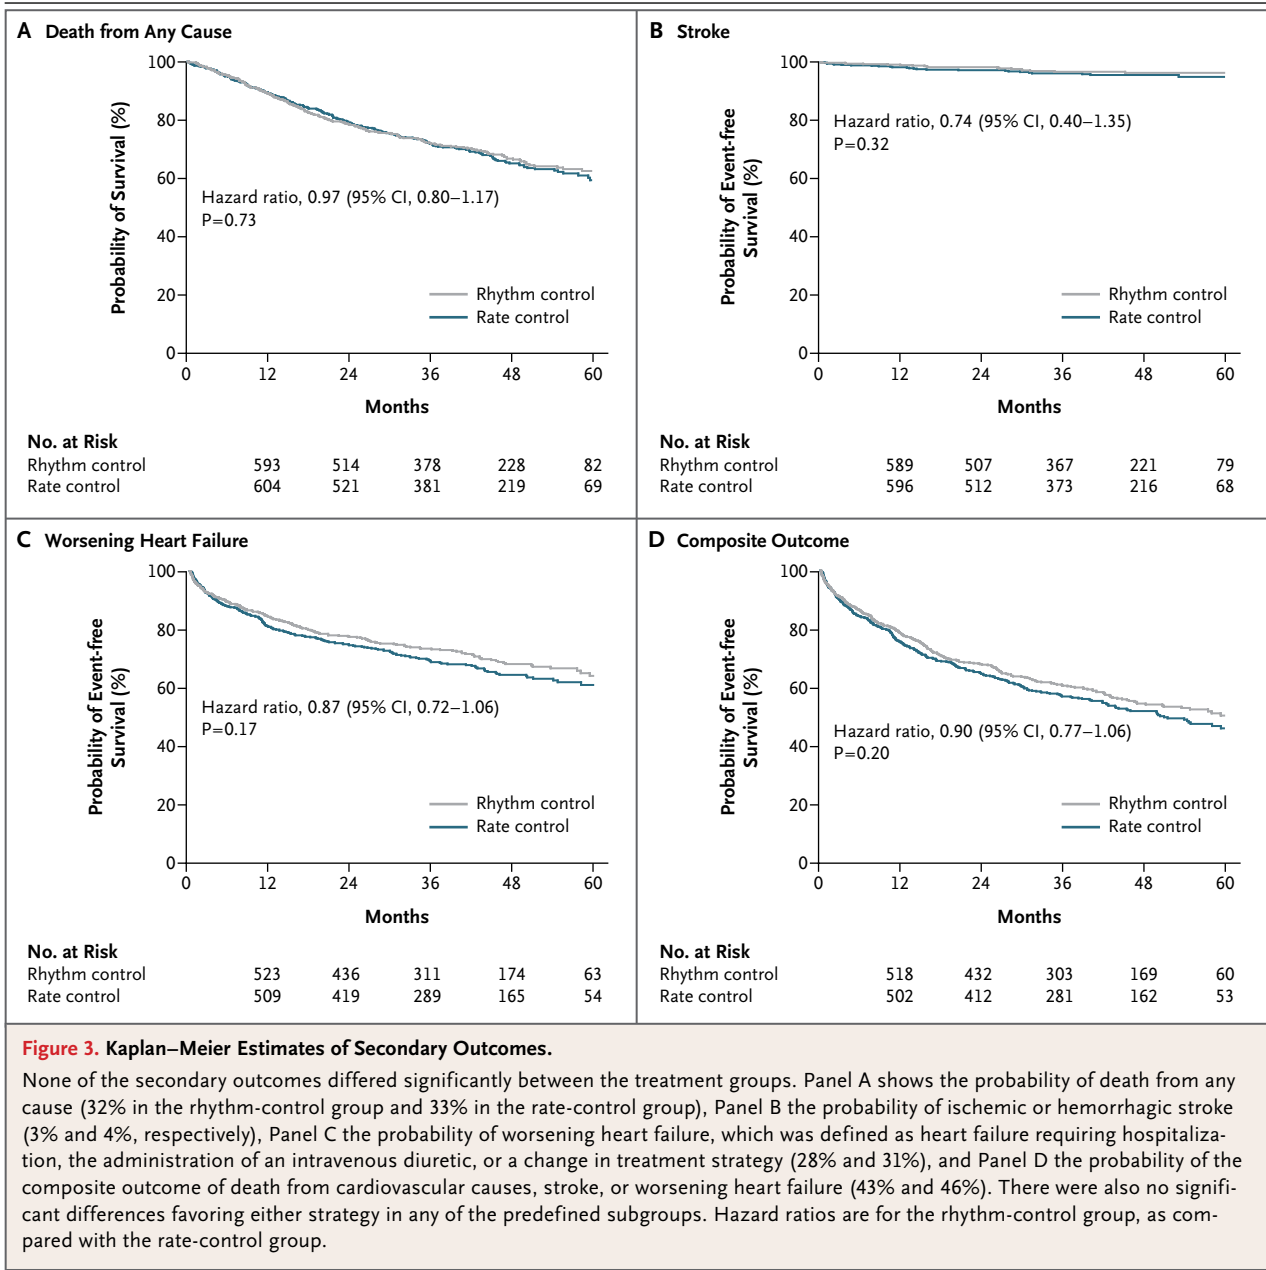 A Death from Any Cause
Probability of Survival (%)
100
80
60
40
20
0
Hazard ratio, 0.97 (95% CI, 0.80–1.17)
P=0.73
Rhythm control
Rate control
0 12 24 36 48 60
Months
No. at Risk
Rhythm control 593 514 378 228 82
Rate control 604 521 381 219 69
B Stroke
Probability of Event-free
Survival (%)
100
80
60
40
20
0
Hazard ratio, 0.74 (95% CI, 0.40–1.35)
P=0.32
Rhythm control
Rate control
0 12 24 36 48 60
Months
No. at Risk
Rhythm control 589 507 367 221 79
Rate control 596 512 373 216 68
C Worsening Heart Failure
Probability of Event-free
Survival (%)
100
80
60
40
20
0
Hazard ratio, 0.87 (95% CI, 0.72–1.06)
P=0.17
Rhythm control
Rate control
0 12 24 36 48 60
Months
No. at Risk
Rhythm control 523 436 311 174 63
Rate control 509 419 289 165 54
D Composite Outcome
Probability of Event-free
Survival (%)
100
80
60
40
20
0
Hazard ratio, 0.90 (95% CI, 0.77–1.06)
P=0.20
Rhythm control
Rate control
0 12 24 36 48 60
Months
No. at Risk
Rhythm control 518 432 303 169 60
Rate control 502 412 281 162 53
Figure 3. Kaplan–Meier Estimates of Secondary Outcomes.
None of the secondary outcomes differed significantly between the treatment groups. Panel A shows the probability of death from any
cause (32% in the rhythm-control group and 33% in the rate-control group), Panel B the probability of ischemic or hemorrhagic stroke
(3% and 4%, respectively), Panel C the probability of worsening heart failure, which was defined as heart failure requiring hospitaliza-
tion, the administration of an intravenous diuretic, or a change in treatment strategy (28% and 31%), and Panel D the probability of the
composite outcome of death from cardiovascular causes, stroke, or worsening heart failure (43% and 46%). There were also no signifi-
cant differences favoring either strategy in any of the predefined subgroups. Hazard ratios are for the rhythm-control group, as com-
pared with the rate-control group.